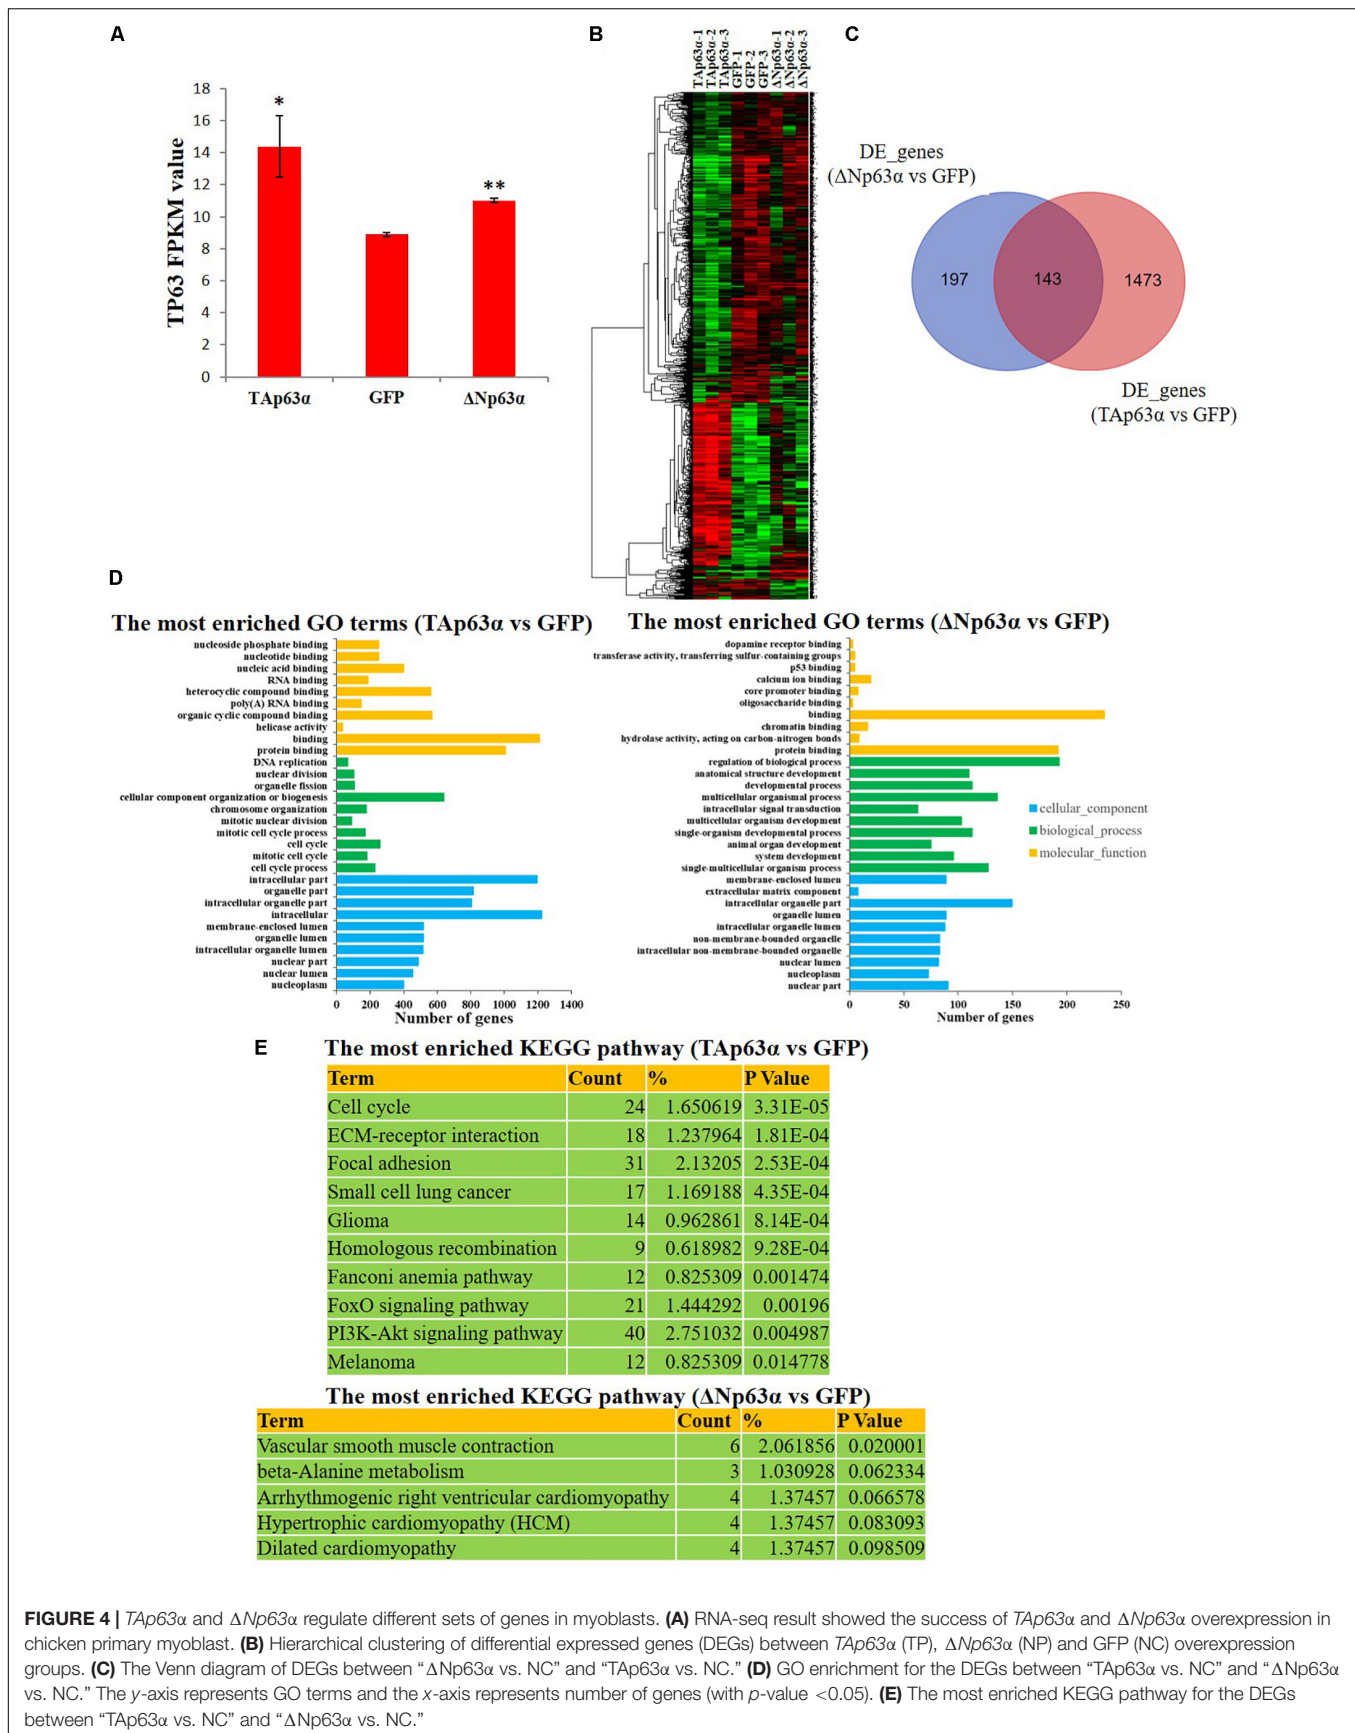 A
B
C
TAp63α-1
TAp63α-2
TAp63α-3
GFP-1
GFP-2
GFP-3
ΔNp63α-1
ΔNp63α-2
ΔNp63α-3
TP63 FPKM value
18
16
14
12
10
8
6
4
2
0
*
**
TAp63α
GFP
ΔNp63α
DE_genes
(ΔNp63α vs GFP)
197
143
1473
DE_genes
(TAp63α vs GFP)
D
The most enriched GO terms (TAp63α vs GFP)
nucleoside phosphate binding
nucleotide binding
nucleic acid binding
RNA binding
heterocyclic compound binding
poly(A) RNA binding
organic cyclic compound binding
helicase activity
binding
protein binding
DNA replication
nuclear division
organelle fission
cellular component organization or biogenesis
chromosome organization
mitotic nuclear division
mitotic cell cycle process
cell cycle
mitotic cell cycle
cell cycle process
intracellular part
organelle part
intracellular organelle part
intracellular
membrane-enclosed lumen
organelle lumen
intracellular organelle lumen
nuclear part
nuclear lumen
nucleoplasm
0 200 400 600 800 1000 1200 1400
Number of genes
The most enriched GO terms (ΔNp63α vs GFP)
dopamine receptor binding
transferase activity, transferring sulfur-containing groups
p53 binding
calcium ion binding
core promoter binding
oligosaccharide binding
binding
chromatin binding
hydrolase activity, acting on carbon-nitrogen bonds
protein binding
regulation of biological process
anatomical structure development
developmental process
multicellular organismal process
intracellular signal transduction
multicellular organism development
single-organism developmental process
animal organ development
system development
single-multicellular organism process
membrane-enclosed lumen
extracellular matrix component
intracellular organelle part
organelle lumen
intracellular organelle lumen
non-membrane-bounded organelle
intracellular non-membrane-bounded organelle
nuclear lumen
nucleoplasm
nuclear part
0 50 100 150 200 250
Number of genes
cellular_component
biological_process
molecular_function
E
The most enriched KEGG pathway (TAp63α vs GFP)
Term Count % P Value
Cell cycle 24 1.650619 3.31E-05
ECM-receptor interaction 18 1.237964 1.81E-04
Focal adhesion 31 2.13205 2.53E-04
Small cell lung cancer 17 1.169188 4.35E-04
Glioma 14 0.962861 8.14E-04
Homologous recombination 9 0.618982 9.28E-04
Fanconi anemia pathway 12 0.825309 0.001474
FoxO signaling pathway 21 1.444292 0.00196
PI3K-Akt signaling pathway 40 2.751032 0.004987
Melanoma 12 0.825309 0.014778
The most enriched KEGG pathway (ΔNp63α vs GFP)
Term Count % P Value
Vascular smooth muscle contraction 6 2.061856 0.020001
beta-Alanine metabolism 3 1.030928 0.062334
Arrhythmogenic right ventricular cardiomyopathy 4 1.37457 0.066578
Hypertrophic cardiomyopathy (HCM) 4 1.37457 0.083093
Dilated cardiomyopathy 4 1.37457 0.098509
FIGURE 4 | TAp63α and ΔNp63α regulate different sets of genes in myoblasts. (A) RNA-seq result showed the success of TAp63α and ΔNp63α overexpression in
chicken primary myoblast. (B) Hierarchical clustering of differential expressed genes (DEGs) between TAp63α (TP), ΔNp63α (NP) and GFP (NC) overexpression
groups. (C) The Venn diagram of DEGs between “ΔNp63α vs. NC” and “TAp63α vs. NC.” (D) GO enrichment for the DEGs between “TAp63α vs. NC” and “ΔNp63α
vs. NC.” The y-axis represents GO terms and the x-axis represents number of genes (with p-value <0.05). (E) The most enriched KEGG pathway for the DEGs
between “TAp63α vs. NC” and “ΔNp63α vs. NC.”